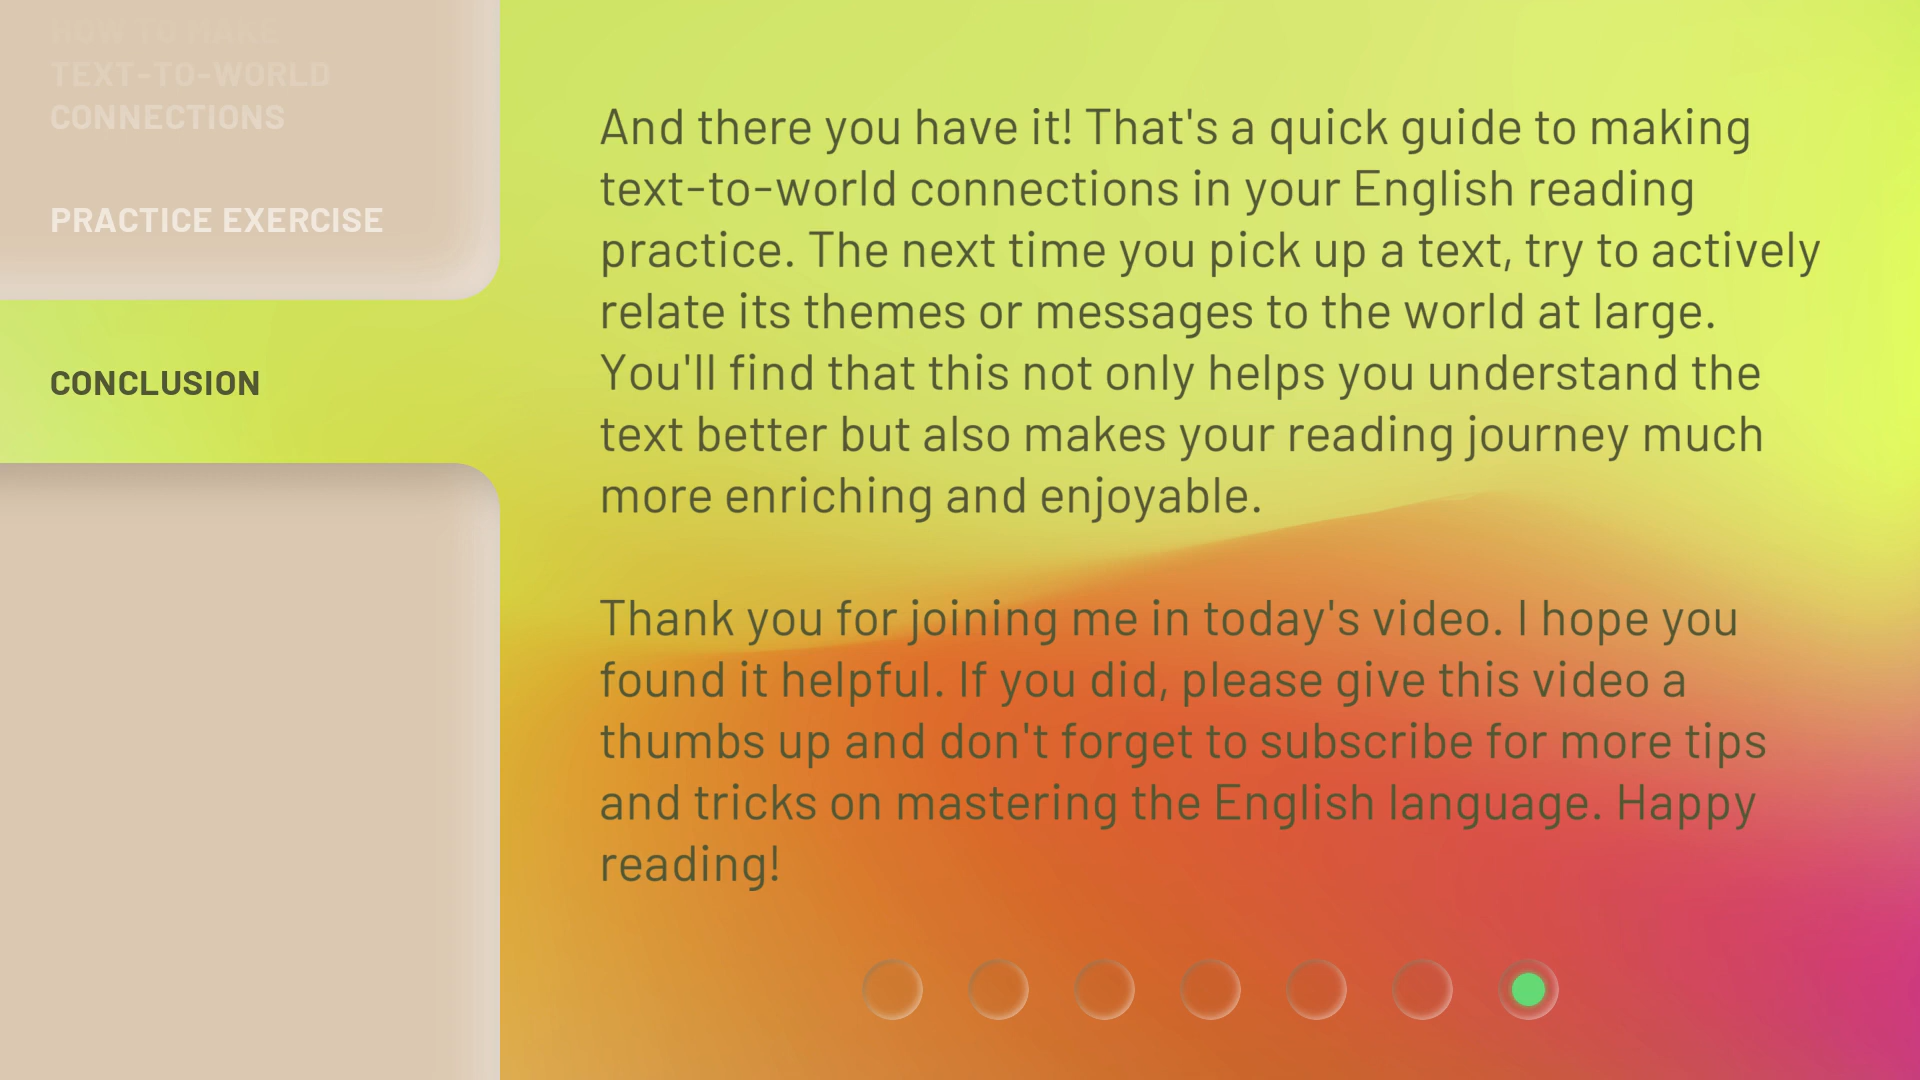 HOW TO MAKE
TEXT-TO-WORLD
CONNECTIONS
PRACTICE EXERCISE
CONCLUSION
And there you have it! That's a quick guide to making
text-to-world connections in your English reading
practice. The next time you pick up a text, try to actively
relate its themes or messages to the world at large.
You'll find that this not only helps you understand the
text better but also makes your reading journey much
more enriching and enjoyable.
Thank you for joining me in today's video. I hope you
found it helpful. If you did, please give this video a
thumbs up and don't forget to subscribe for more tips
and tricks on mastering the English language. Happy
reading!